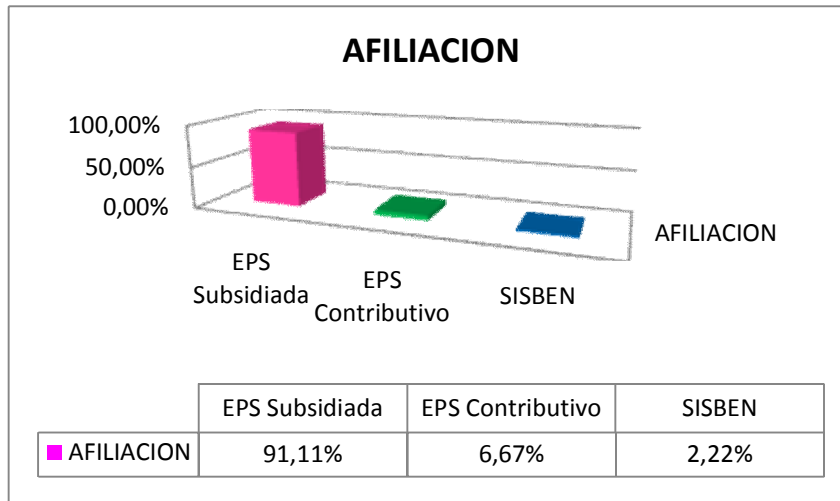 AFILIACION
100,00%
50,00%
0,00%
AFILIACION
EPS
Subsidiada
EPS
Contributivo
SISBEN
EPS Subsidiada EPS Contributivo SISBEN
AFILIACION 91,11% 6,67% 2,22%